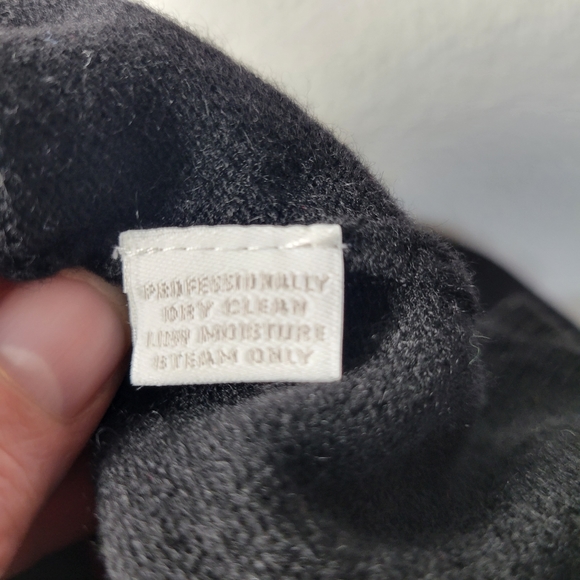 PROFESSIONALLY
DRY CLEAN
LOW MOISTURE
STEAM ONLY